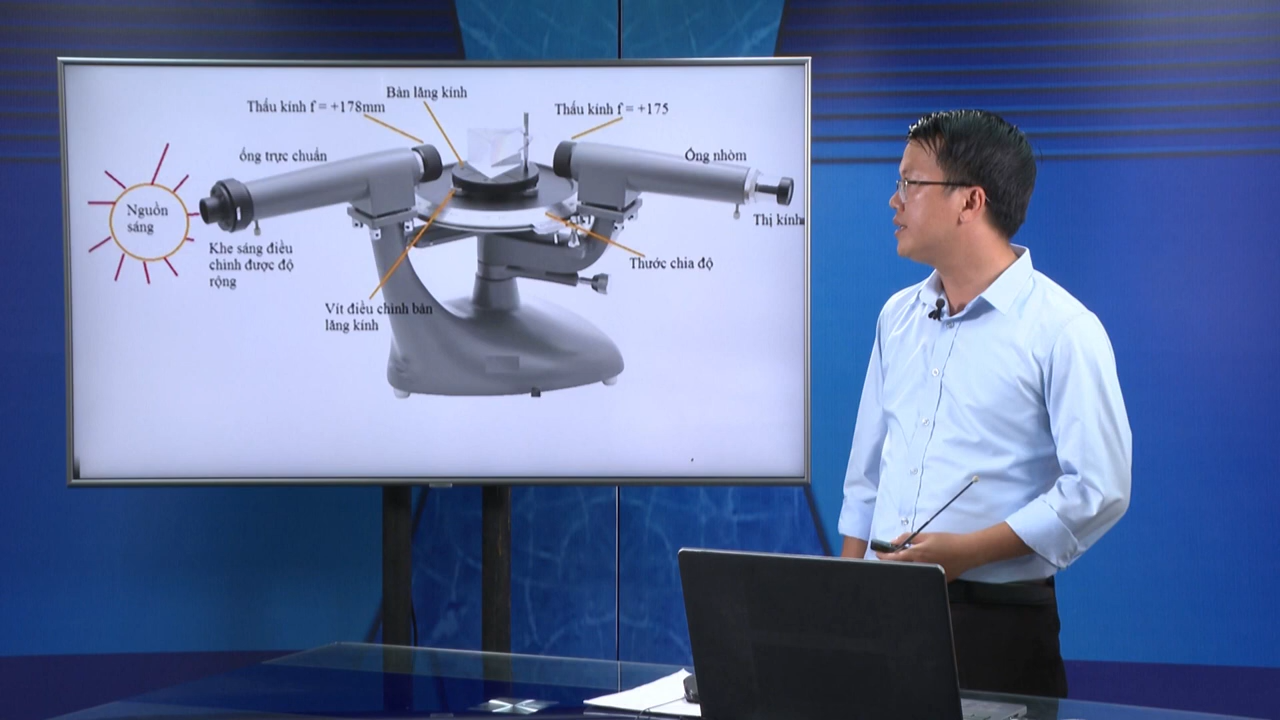 Bàn lăng kính
Thấu kính f = +178mm
Thấu kính f = +175
ống trực chuẩn
Ống nhòm
Nguồn
sáng
Thị kính
Khe sáng điều
chỉnh được độ
rộng
Thước chia độ
Vít điều chỉnh bàn
lăng kính